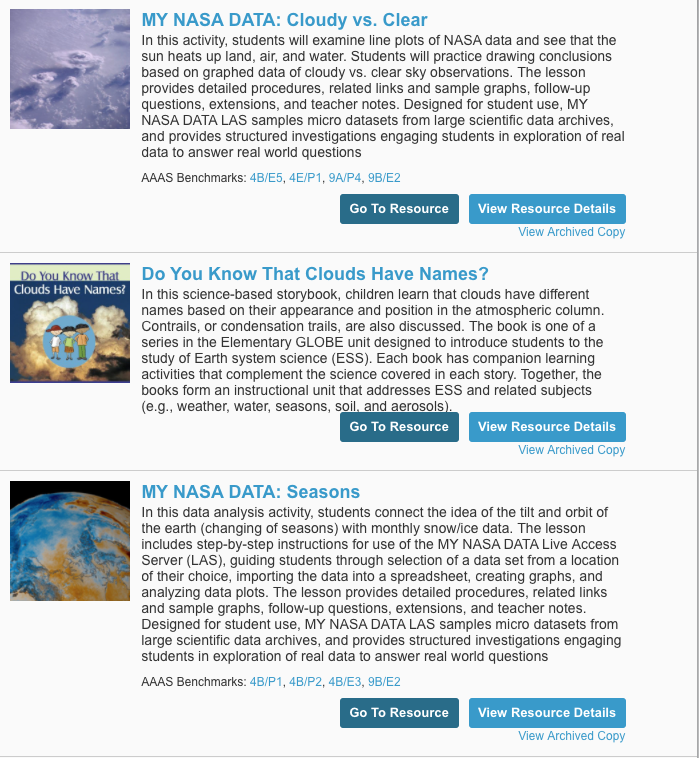 MY NASA DATA: Cloudy vs. Clear
In this activity, students will examine line plots of NASA data and see that the
sun heats up land, air, and water. Students will practice drawing conclusions
based on graphed data of cloudy vs. clear sky observations. The lesson
provides detailed procedures, related links and sample graphs, follow-up
questions, extensions, and teacher notes. Designed for student use, MY
NASA DATA LAS samples micro datasets from large scientific data archives,
and provides structured investigations engaging students in exploration of real
data to answer real world questions
AAAS Benchmarks: 4B/E5, 4E/P1, 9A/P4, 9B/E2
Go To Resource View Resource Details
View Archived Copy
Do You Know That
Clouds Have Names?
Do You Know That Clouds Have Names?
In this science-based storybook, children learn that clouds have different
names based on their appearance and position in the atmospheric column.
Contrails, or condensation trails, are also discussed. The book is one of a
series in the Elementary GLOBE unit designed to introduce students to the
study of Earth system science (ESS). Each book has companion learning
activities that complement the science covered in each story. Together, the
books form an instructional unit that addresses ESS and related subjects
(e.g., weather, water, seasons, soil, and aerosols).
Go To Resource View Resource Details
View Archived Copy
MY NASA DATA: Seasons
In this data analysis activity, students connect the idea of the tilt and orbit of
the earth (changing of seasons) with monthly snow/ice data. The lesson
includes step-by-step instructions for use of the MY NASA DATA Live Access
Server (LAS), guiding students through selection of a data set from a location
of their choice, importing the data into a spreadsheet, creating graphs, and
analyzing data plots. The lesson provides detailed procedures, related links
and sample graphs, follow-up questions, extensions, and teacher notes.
Designed for student use, MY NASA DATA LAS samples micro datasets from
large scientific data archives, and provides structured investigations engaging
students in exploration of real data to answer real world questions
AAAS Benchmarks: 4B/P1, 4B/P2, 4B/E3, 9B/E2
Go To Resource View Resource Details
View Archived Copy